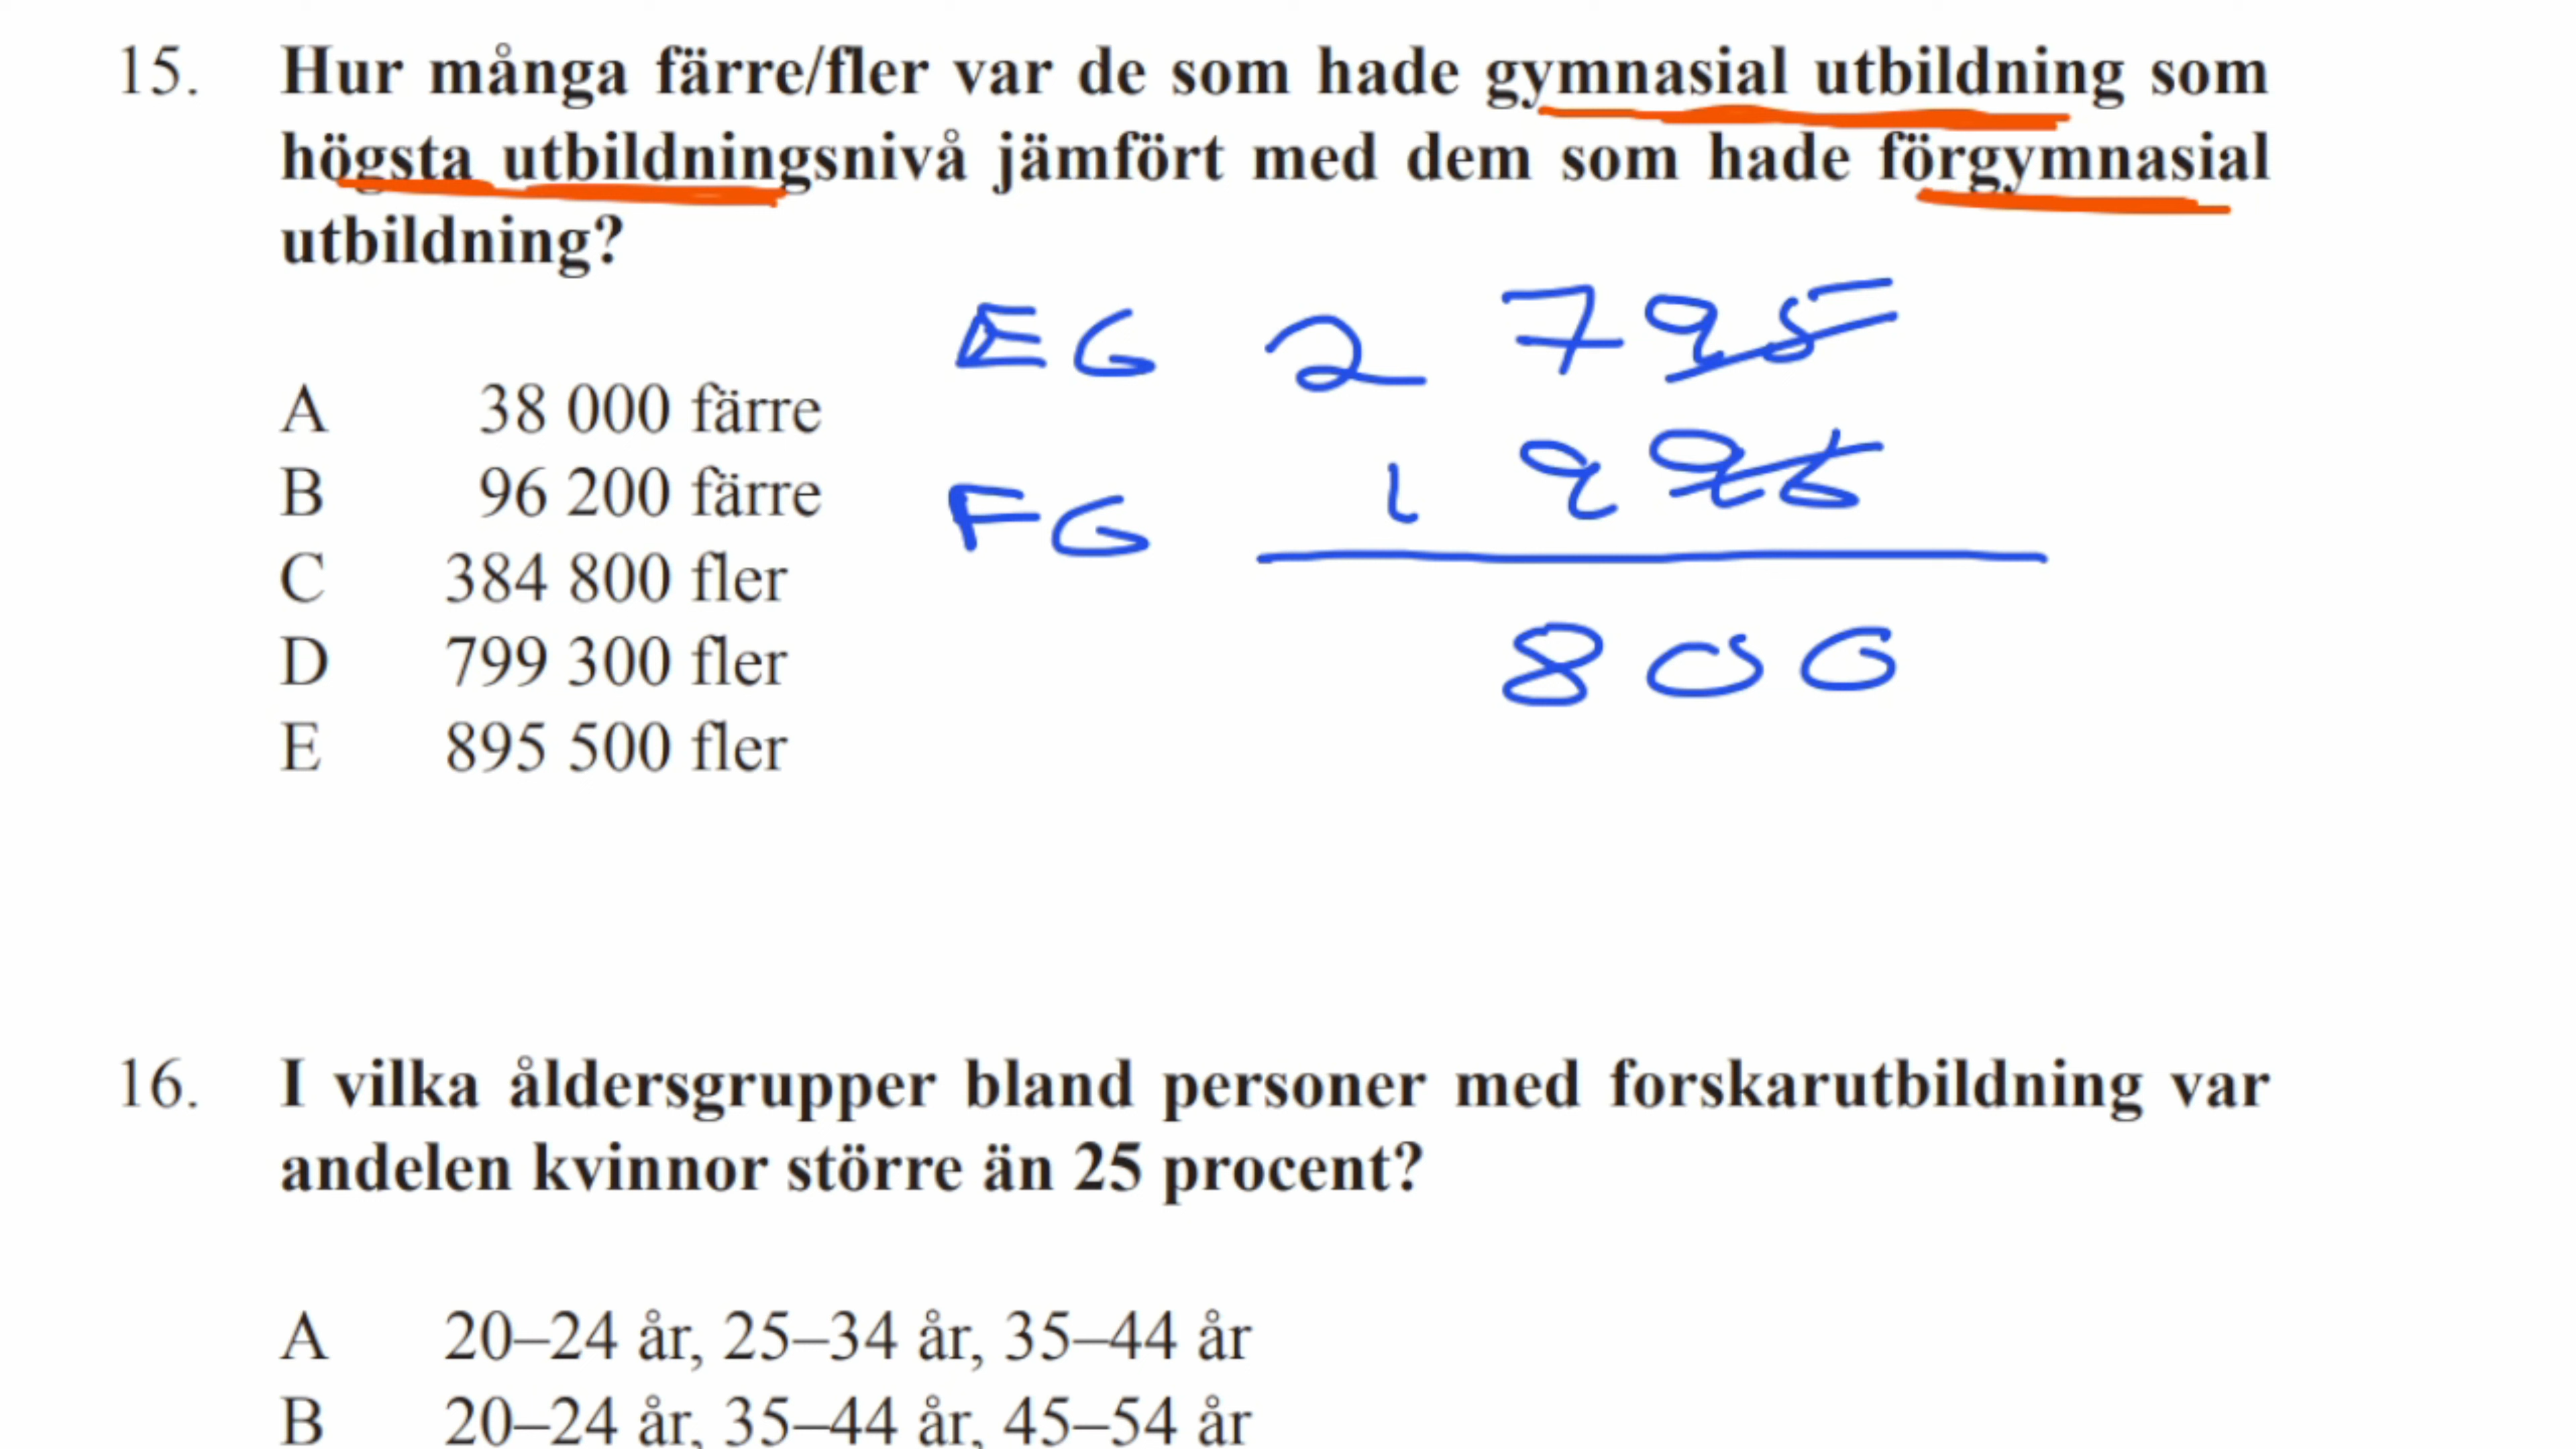 15. Hur många färre/fler var de som hade gymnasial utbildning som
högsta utbildningsnivå jämfört med dem som hade förgymnasial
utbildning?
EG 2 795
A 38 000 färre
B 96 200 färre
FG 1 996
C 384 800 fler
D 799 300 fler
800
E 895 500 fler
16. I vilka åldersgrupper bland personer med forskarutbildning var
andelen kvinnor större än 25 procent?
A 20–24 år, 25–34 år, 35–44 år
B 20–24 år, 35–44 år, 45–54 år